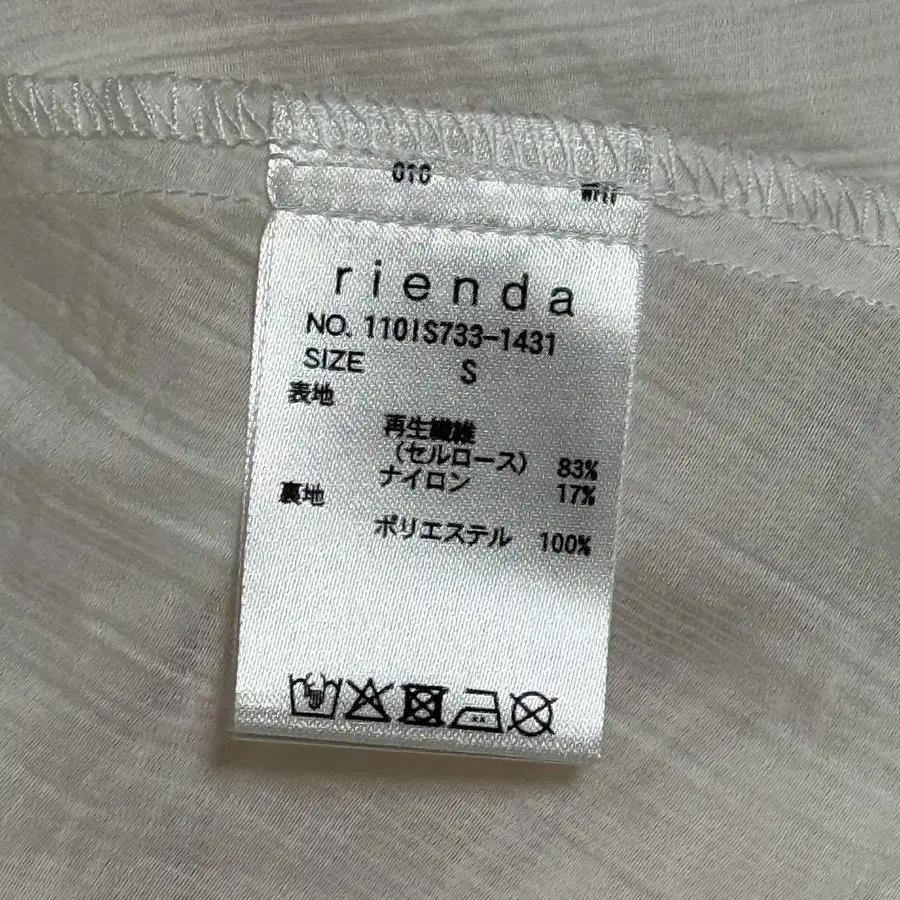 010 WHT
rienda
NO. 110IS733-1431
SIZE S
表地
再生繊維
(セルロース) 83%
ナイロン 17%
裏地
ポリエステル 100%